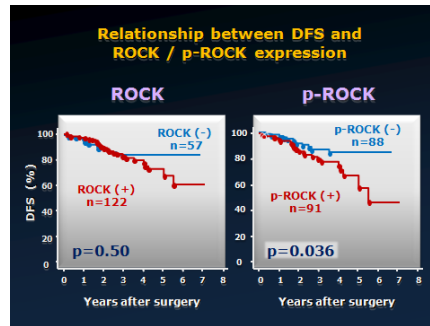 Relationship between DFS and
ROCK / p-ROCK expression
ROCK
DFS (%)
100
80
60
40
20
0
ROCK (-)
n=57
ROCK (+)
n=122
p=0.50
0 1 2 3 4 5 6 7 8
Years after surgery
p-ROCK
100
80
60
40
20
0
p-ROCK (-)
n=88
p-ROCK (+)
n=91
p=0.036
0 1 2 3 4 5 6 7 8
Years after surgery